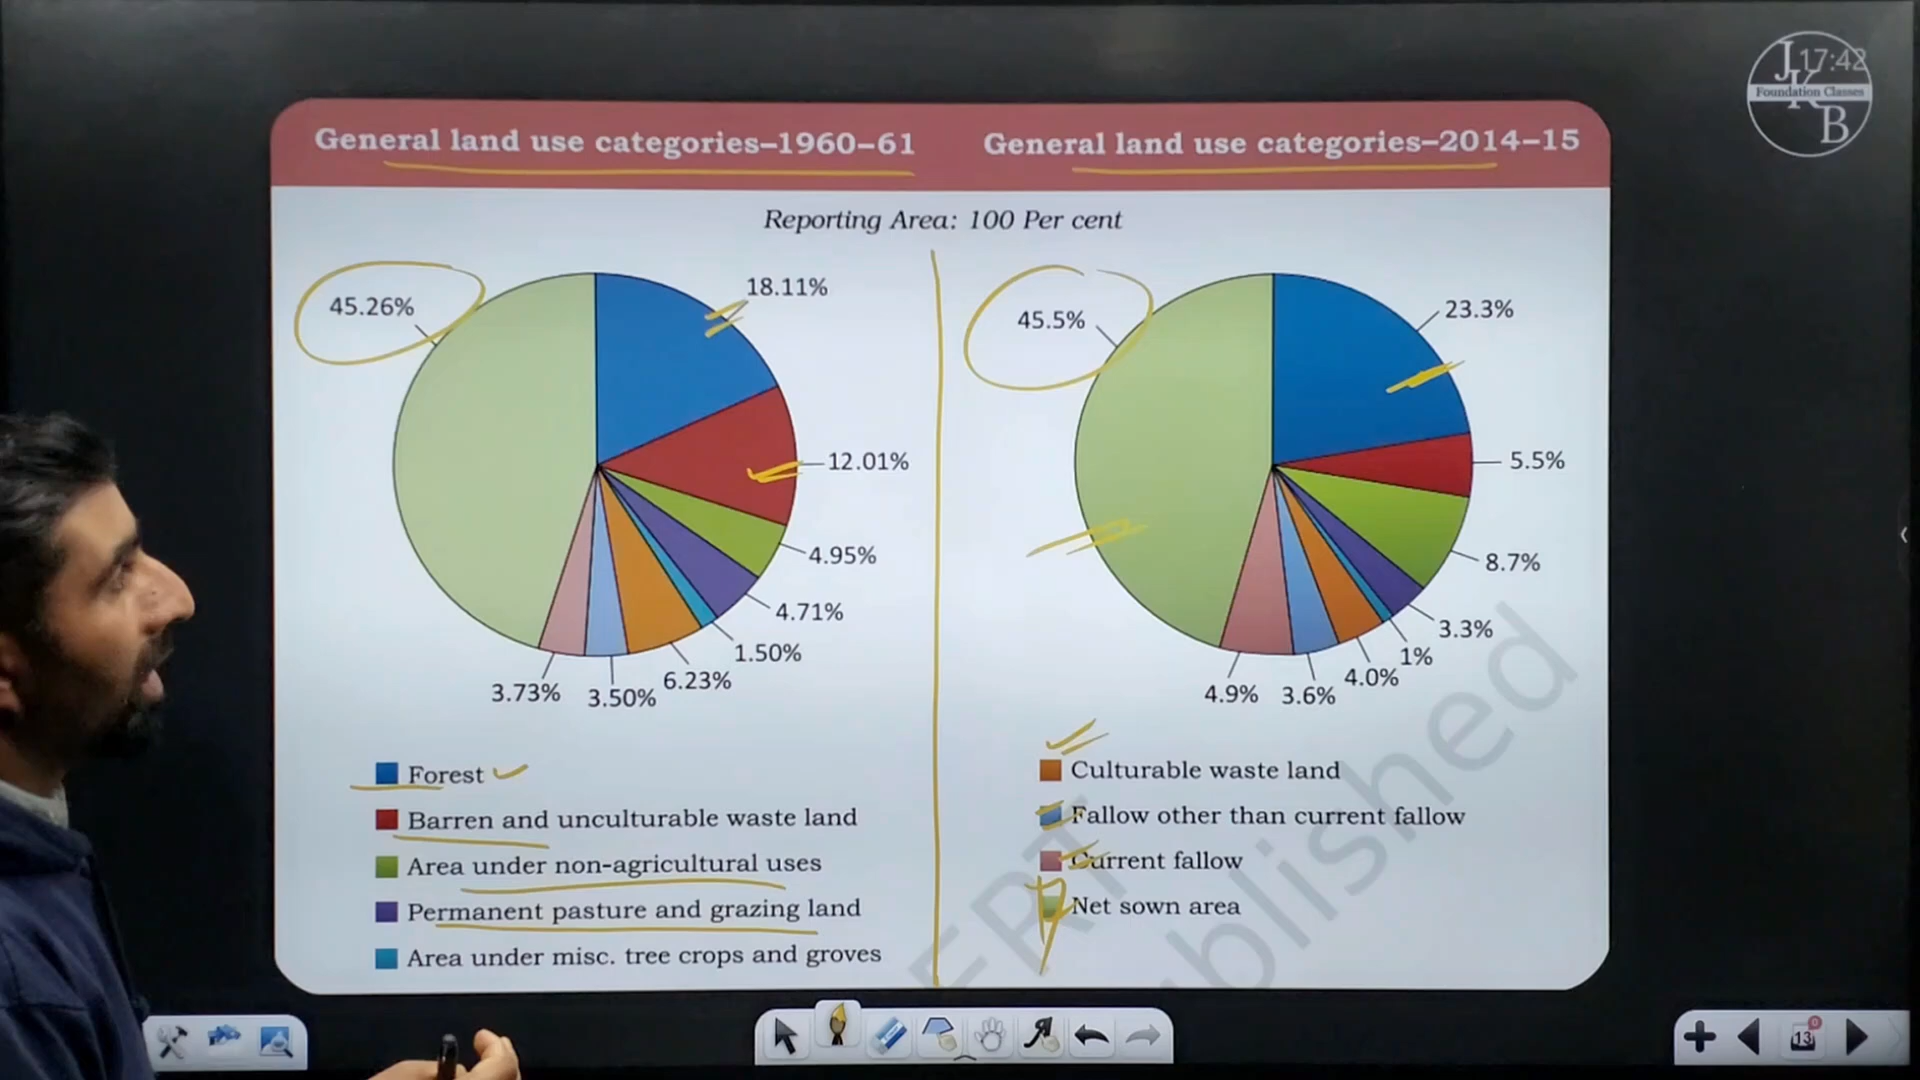 J 17:42
Foundation Classes
K
B
General land use categories–1960–61
General land use categories–2014–15
Reporting Area: 100 Per cent
45.26%
18.11%
12.01%
4.95%
4.71%
1.50%
6.23%
3.50%
3.73%
45.5%
23.3%
5.5%
8.7%
3.3%
1%
4.0%
3.6%
4.9%
Forest
Barren and unculturable waste land
Area under non-agricultural uses
Permanent pasture and grazing land
Area under misc. tree crops and groves
Culturable waste land
Fallow other than current fallow
Current fallow
Net sown area
ERT
ublished
13
0